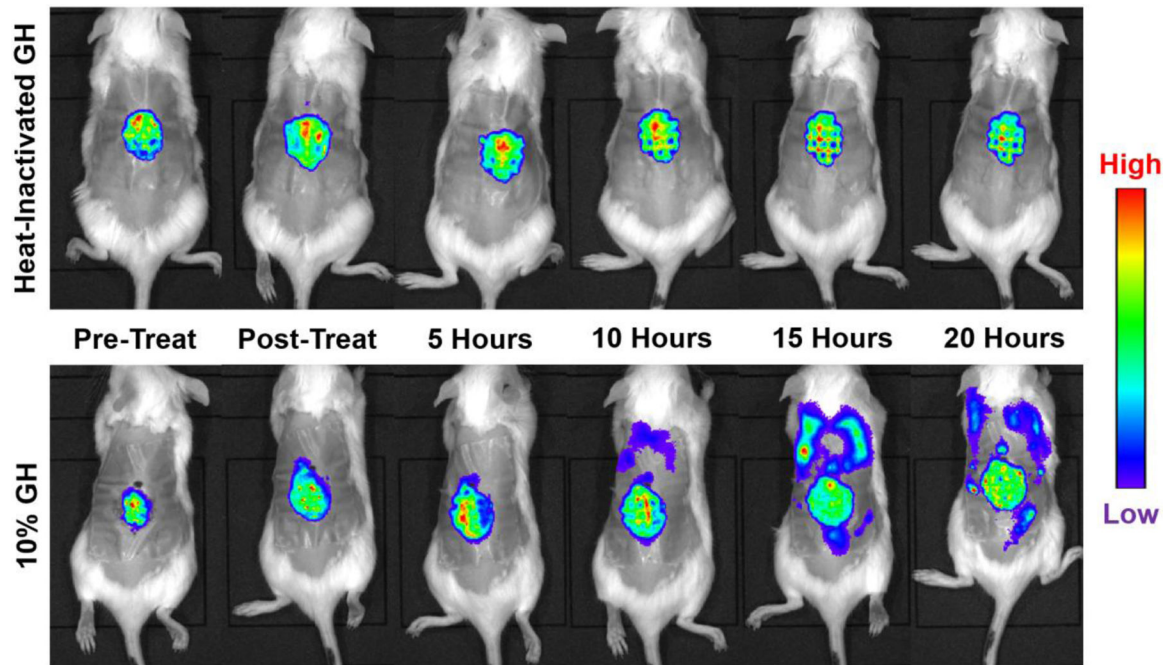 Heat-Inactivated GH
High
Low
Pre-Treat
Post-Treat
5 Hours
10 Hours
15 Hours
20 Hours
10% GH